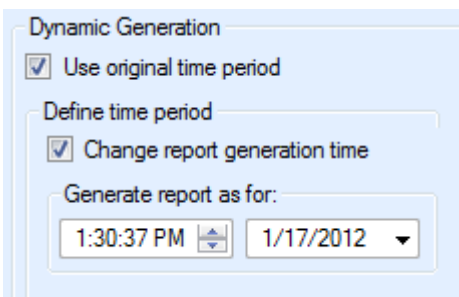 Dynamic Generation
Use original time period
Define time period
Change report generation time
Generate report as for:
1:30:37 PM 1/17/2012